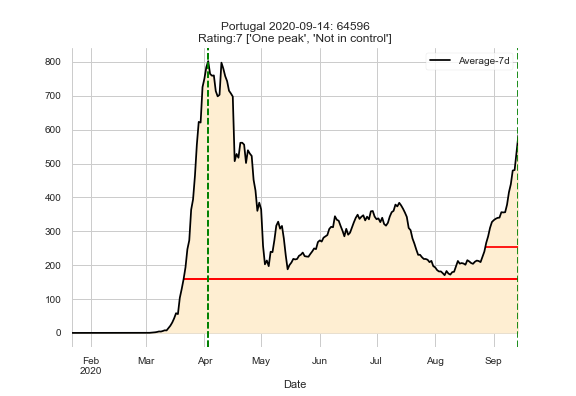 Portugal 2020-09-14: 64596
Rating:7 ['One peak', 'Not in control']
Average-7d
800
700
600
500
400
300
200
100
0
Feb Mar Apr May Jun Jul Aug Sep
2020
Date